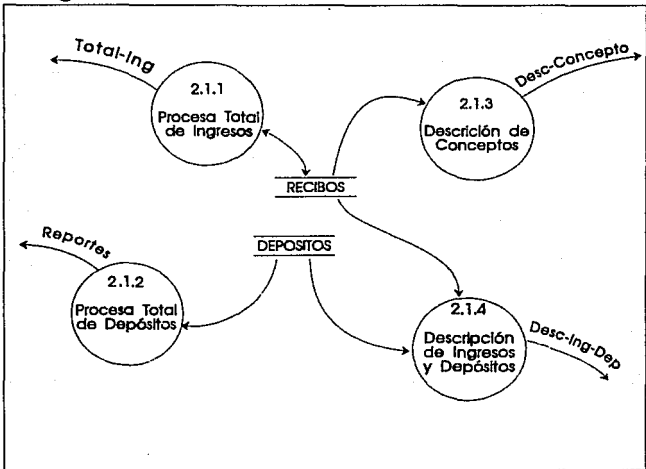 Total-Ing
2.1.1
Procesa Total
de Ingresos
Desc-Concepto
2.1.3
Descrición de
Conceptos
RECIBOS
DEPOSITOS
Reportes
2.1.2
Procesa Total
de Depósitos
2.1.4
Descripción
de Ingresos
y Depósitos
Desc-Ing-Dep